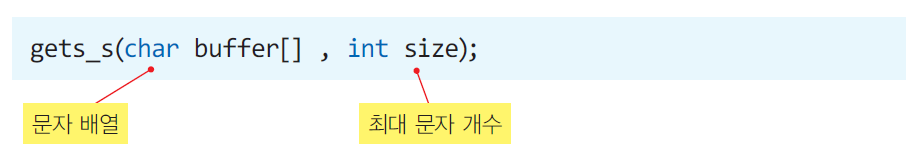 gets_s(char buffer[] , int size);
문자 배열
최대 문자 개수